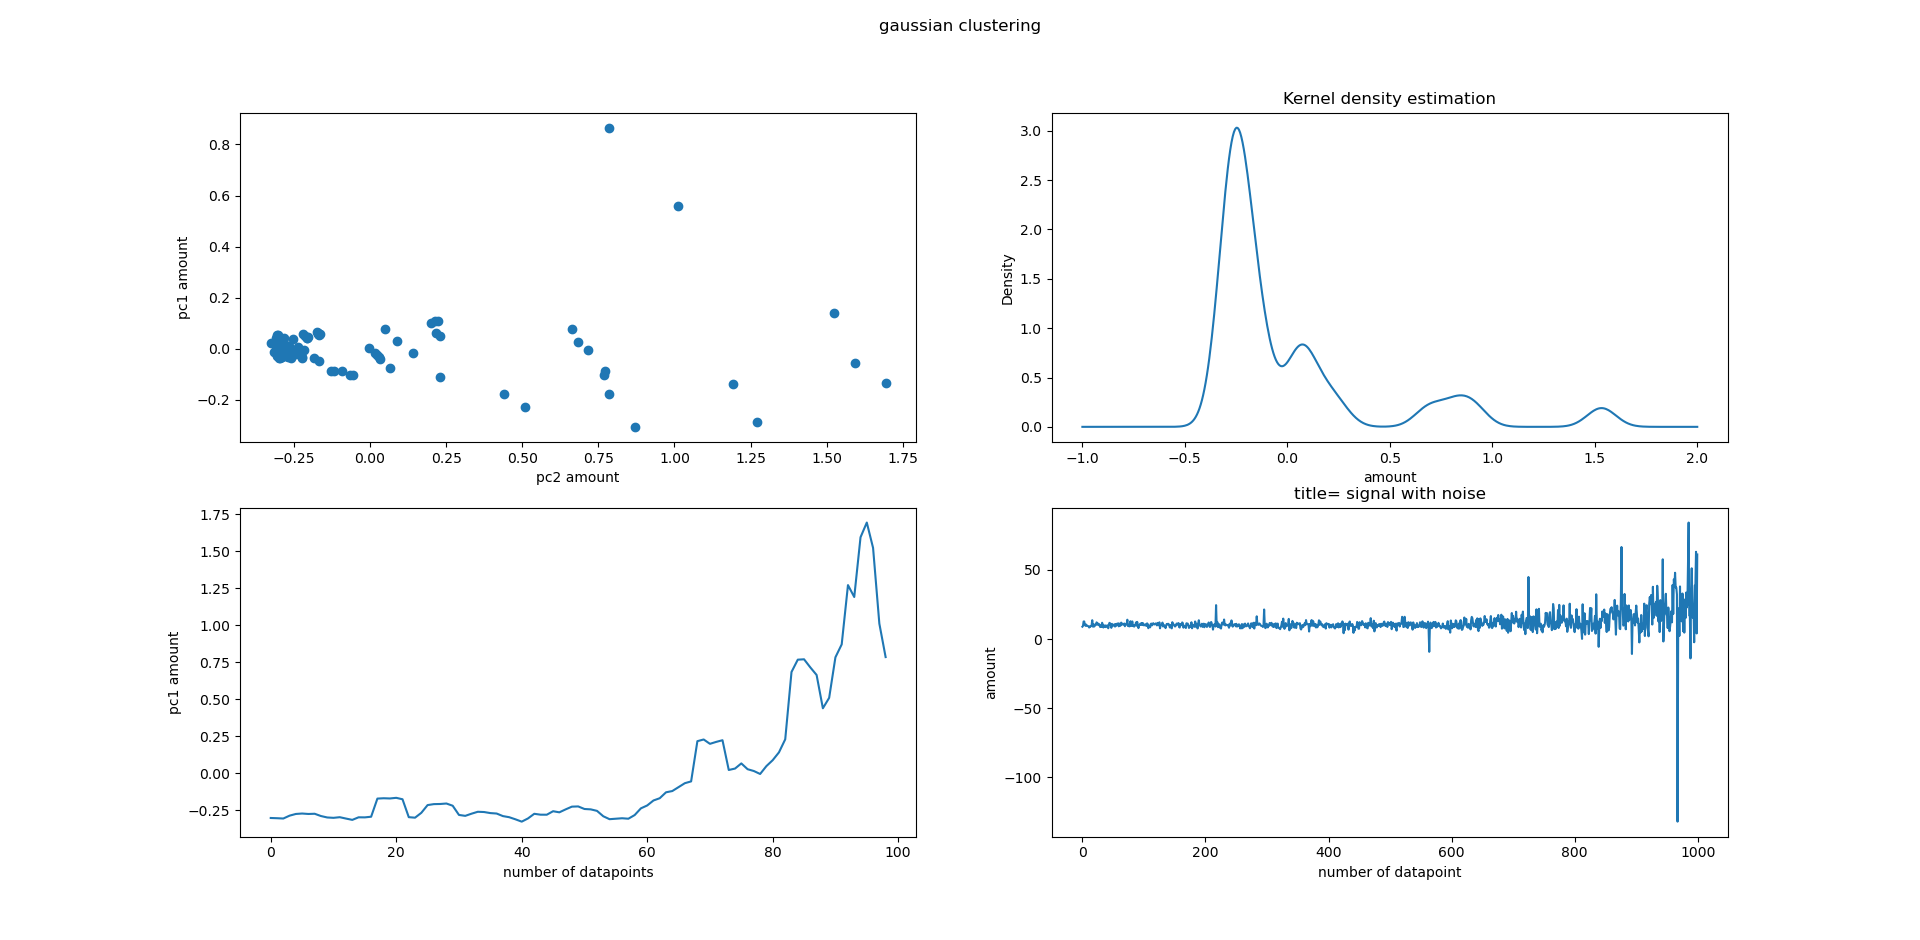 gaussian clustering
0.8
0.6
0.4
0.2
0.0
−0.2
pc1 amount
−0.25 0.00 0.25 0.50 0.75 1.00 1.25 1.50 1.75
pc2 amount
Kernel density estimation
3.0
2.5
2.0
1.5
1.0
0.5
0.0
Density
−1.0 −0.5 0.0 0.5 1.0 1.5 2.0
amount
1.75
1.50
1.25
1.00
0.75
0.50
0.25
0.00
−0.25
pc1 amount
0 20 40 60 80 100
number of datapoints
title= signal with noise
50
0
−50
−100
amount
0 200 400 600 800 1000
number of datapoint